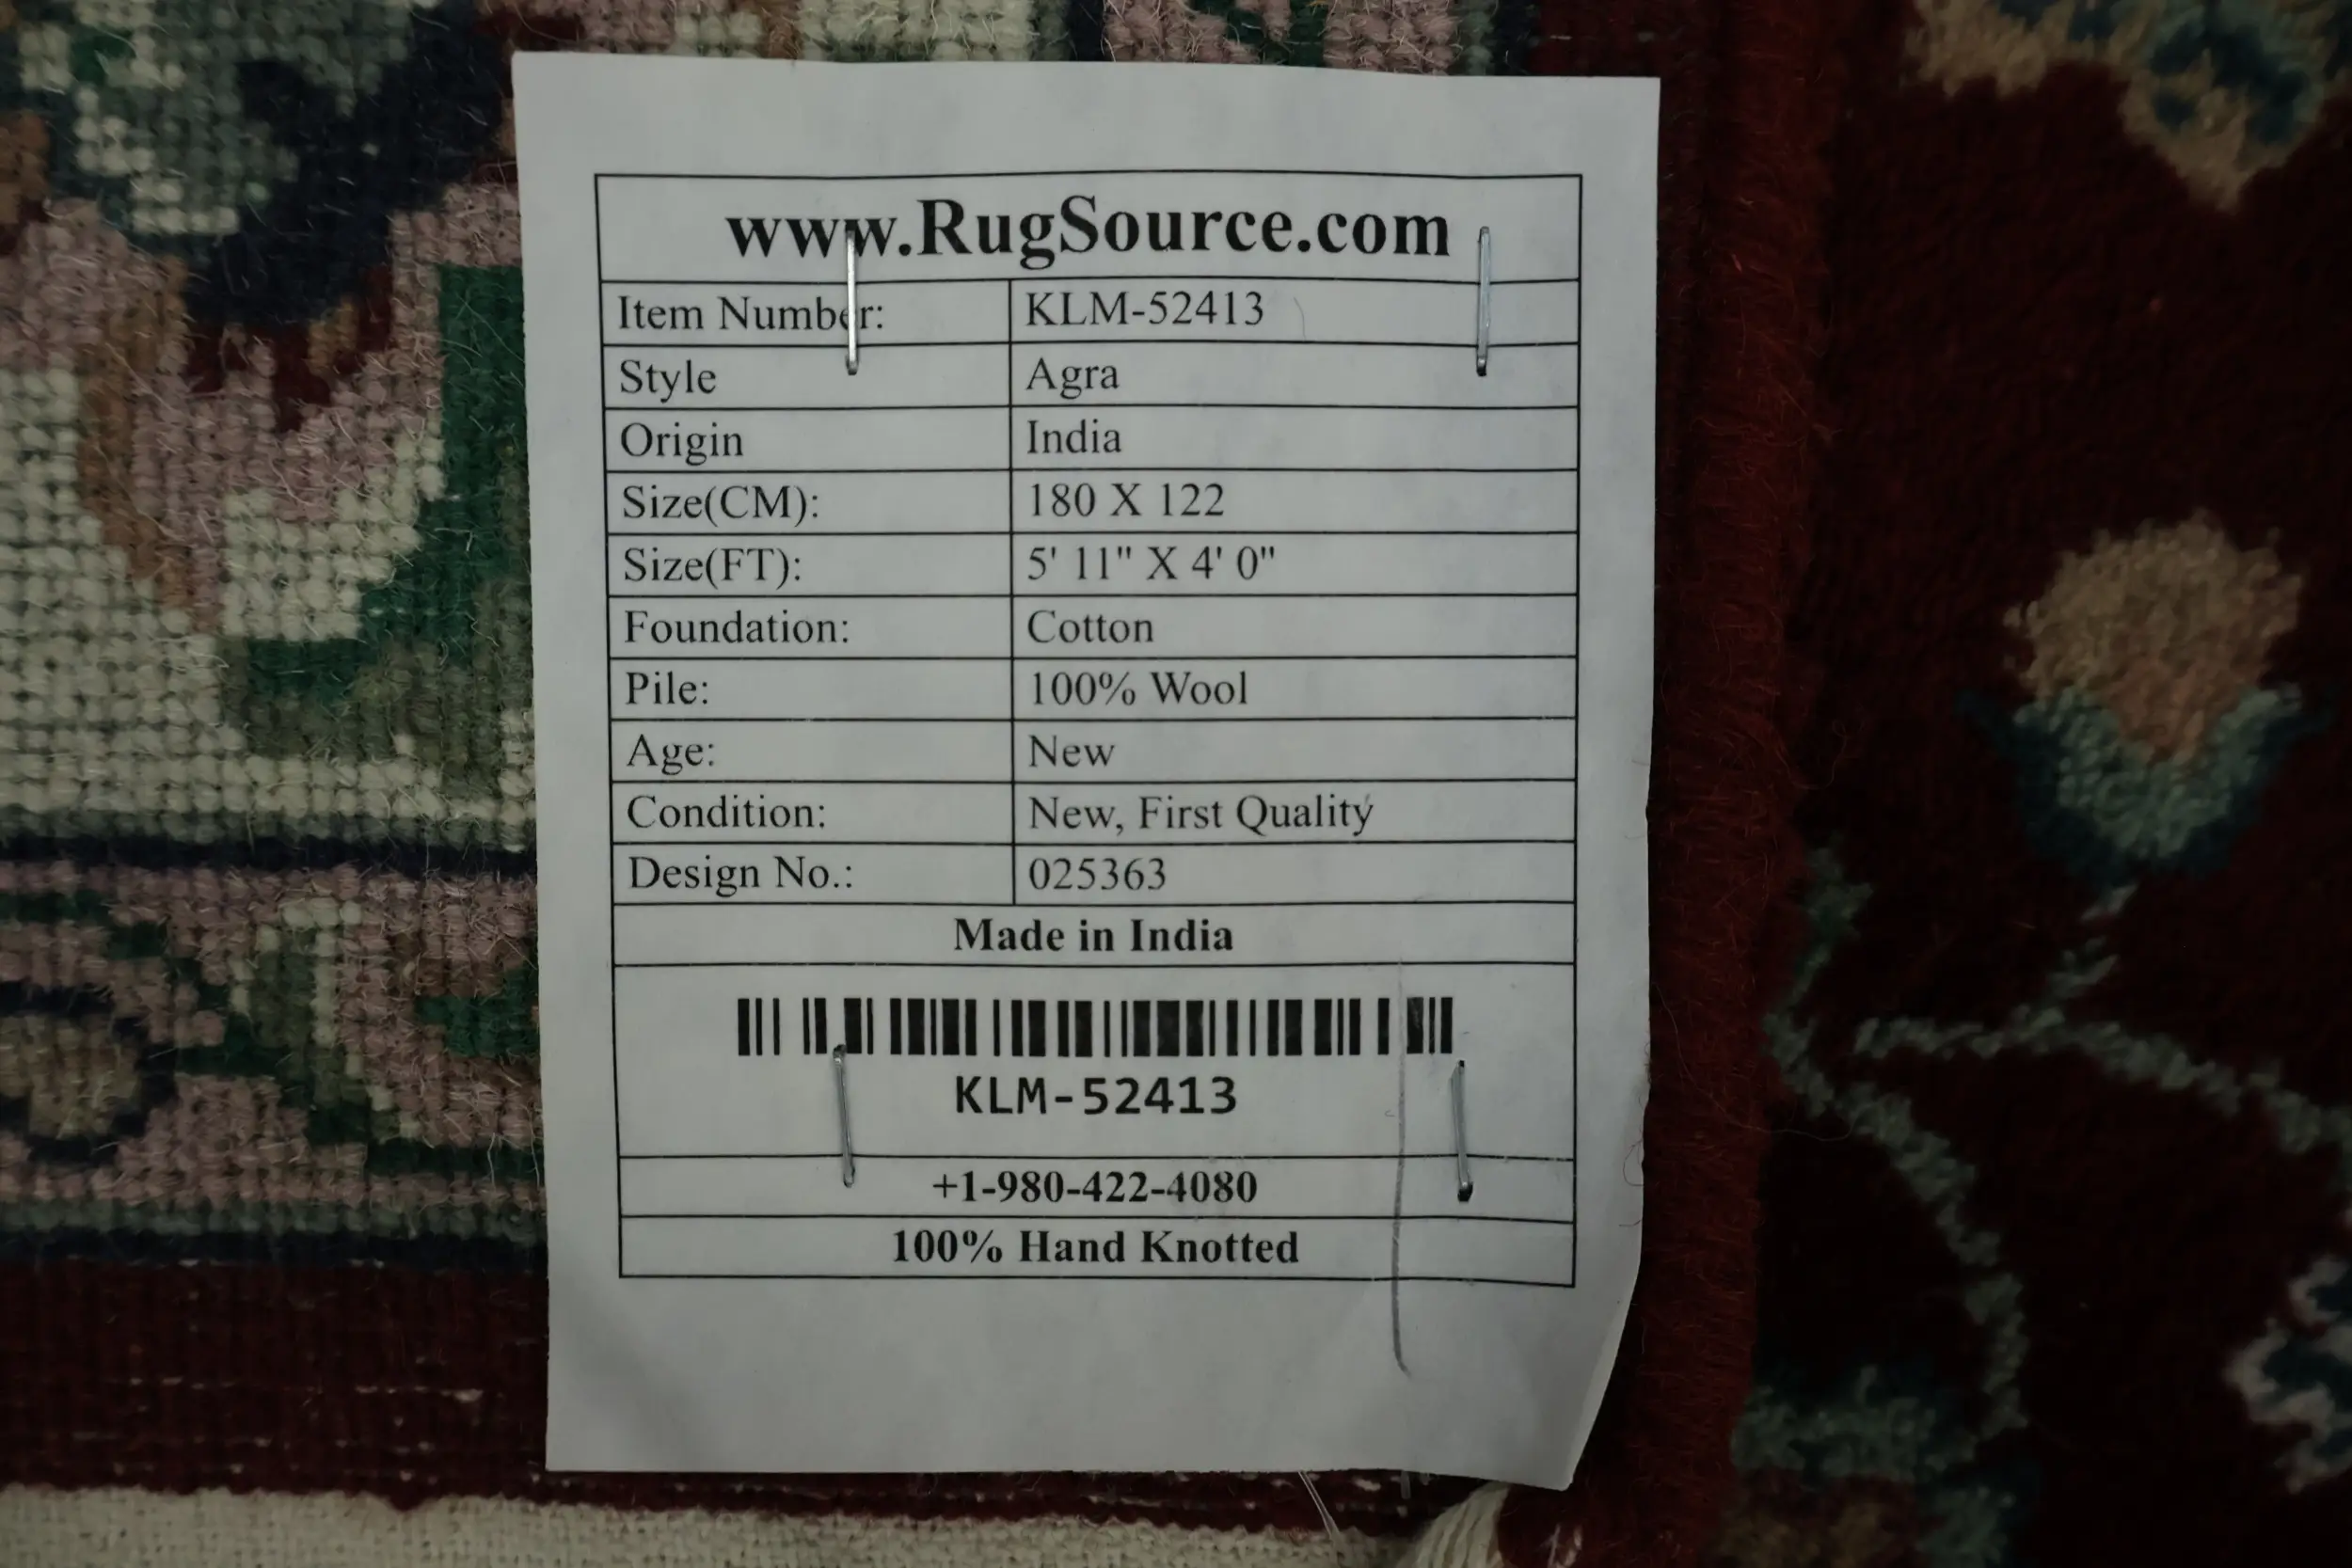 www.RugSource.com
Item Number: KLM-52413
Style Agra
Origin India
Size(CM): 180 X 122
Size(FT): 5' 11" X 4' 0"
Foundation: Cotton
Pile: 100% Wool
Age: New
Condition: New, First Quality
Design No.: 025363
Made in India
KLM-52413
+1-980-422-4080
100% Hand Knotted